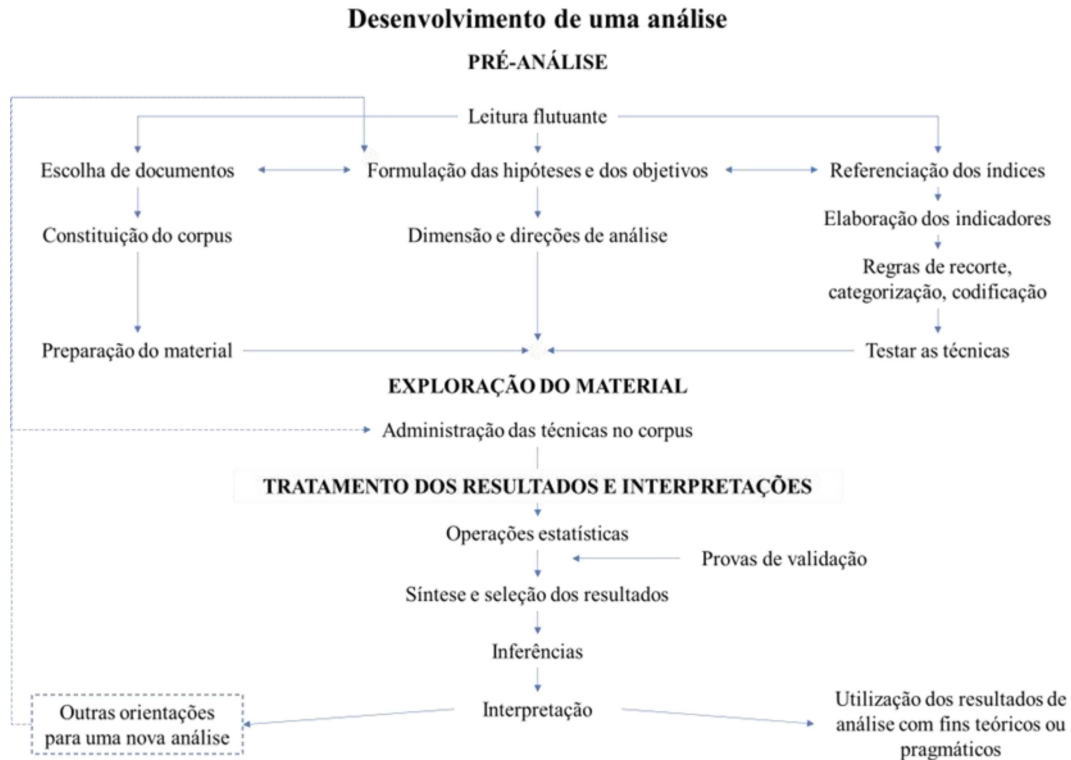 Desenvolvimento de uma análise
PRÉ-ANÁLISE
Leitura flutuante
Escolha de documentos
Formulação das hipóteses e dos objetivos
Referenciação dos índices
Elaboração dos indicadores
Constituição do corpus
Dimensão e direções de análise
Regras de recorte,
categorização, codificação
Preparação do material
Testar as técnicas
EXPLORAÇÃO DO MATERIAL
Administração das técnicas no corpus
TRATAMENTO DOS RESULTADOS E INTERPRETAÇÕES
Operações estatísticas
Provas de validação
Síntese e seleção dos resultados
Inferências
Interpretação
Outras orientações
para uma nova análise
Utilização dos resultados de
análise com fins teóricos ou
pragmáticos